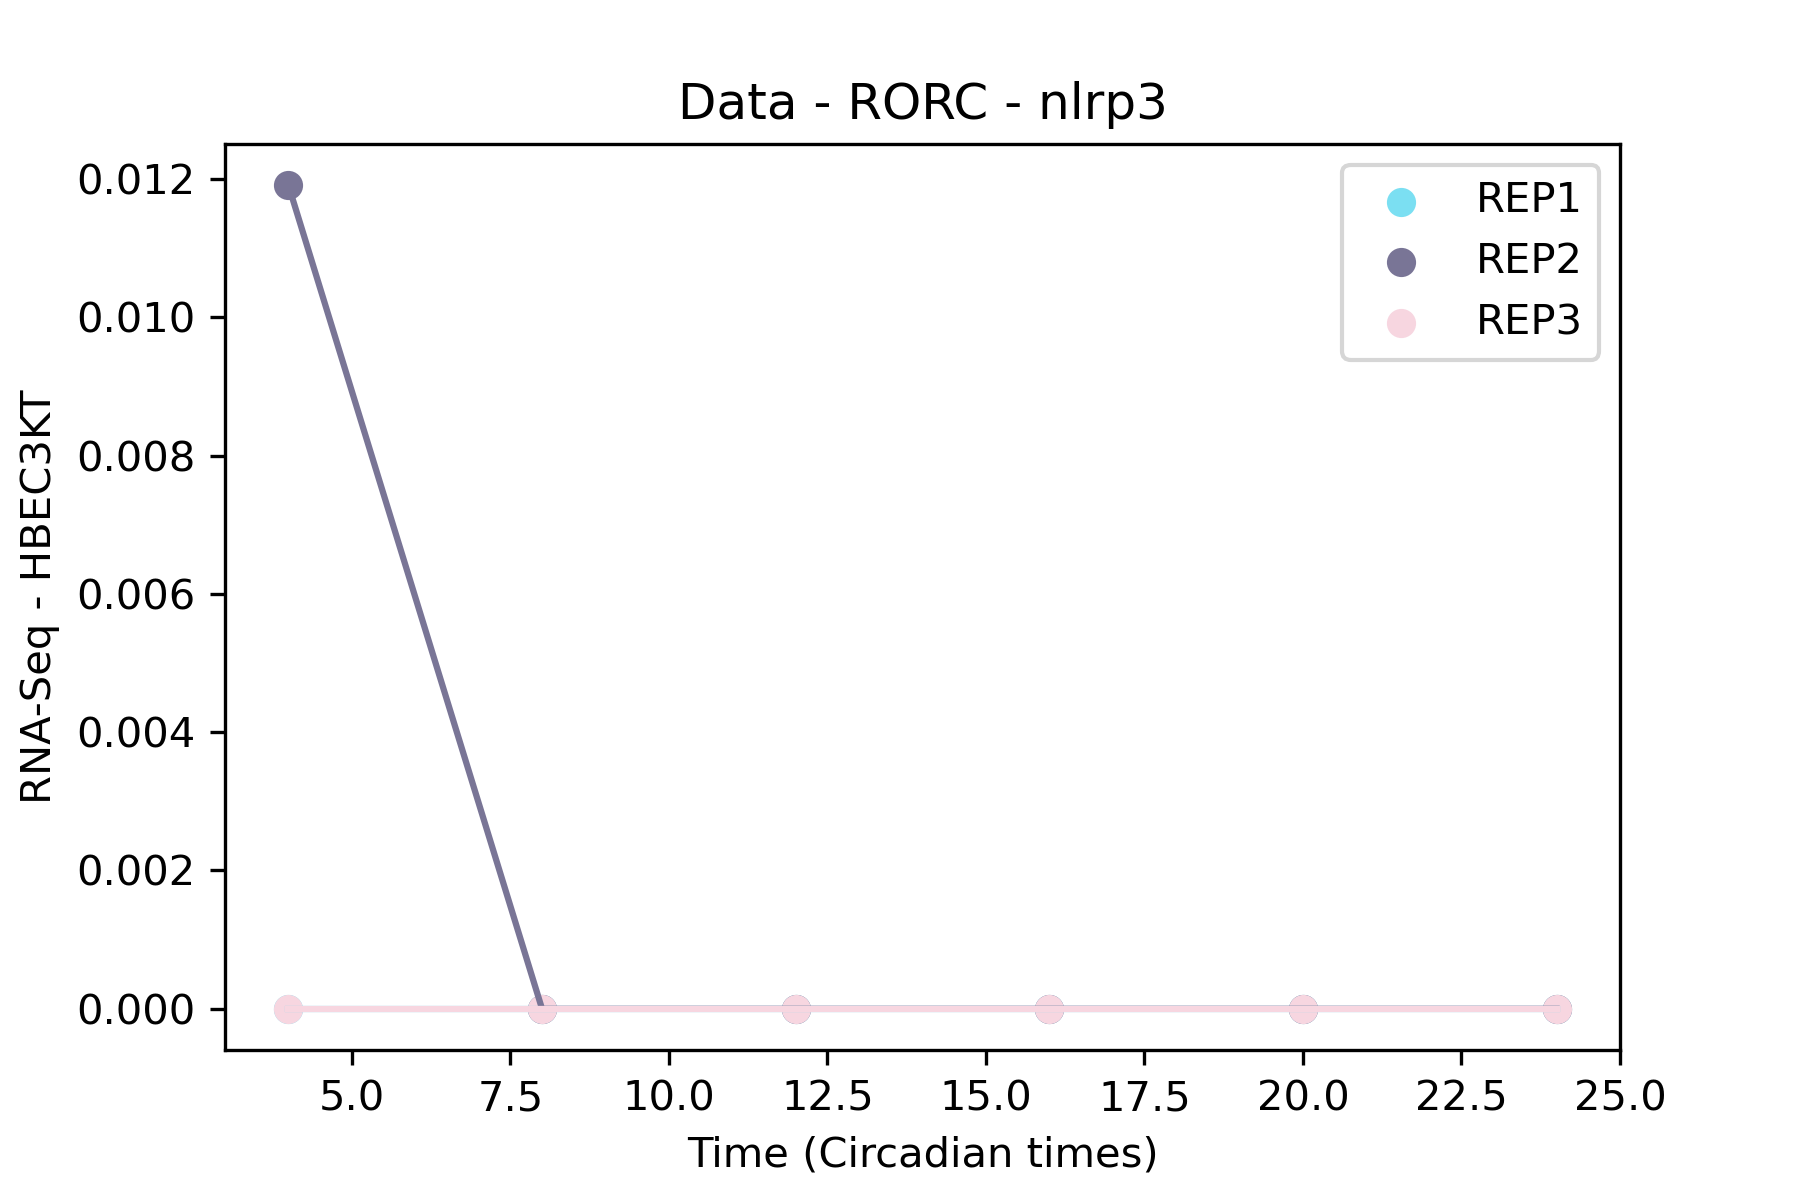 Data - RORC - nlrp3
0.012
0.010
0.008
0.006
0.004
0.002
0.000
RNA-Seq - HBEC3KT
REP1
REP2
REP3
5.0 7.5 10.0 12.5 15.0 17.5 20.0 22.5 25.0
Time (Circadian times)